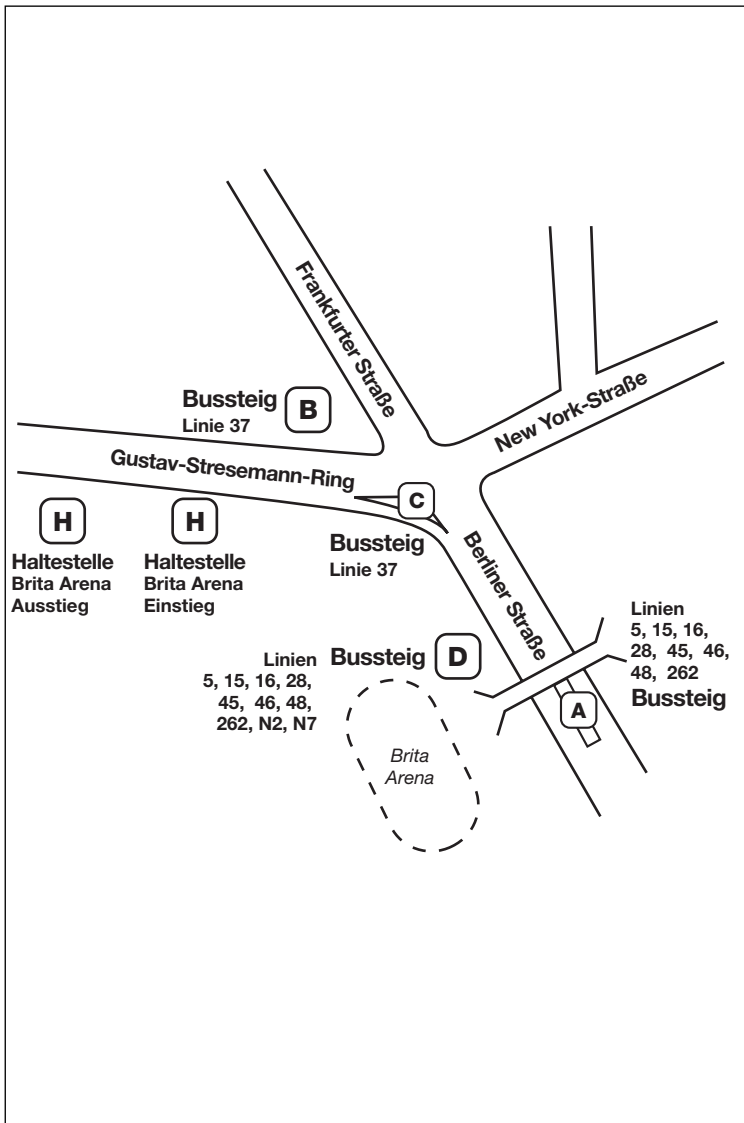 Frankfurter Straße
New York-Straße
Bussteig B
Linie 37
Gustav-Stresemann-Ring
C
H
H
Haltestelle
Brita Arena
Ausstieg
Haltestelle
Brita Arena
Einstieg
Bussteig
Linie 37
Berliner Straße
Linien
5, 15, 16,
28, 45, 46,
48, 262
Bussteig
A
Bussteig D
Linien
5, 15, 16, 28,
45, 46, 48,
262, N2, N7
Brita
Arena